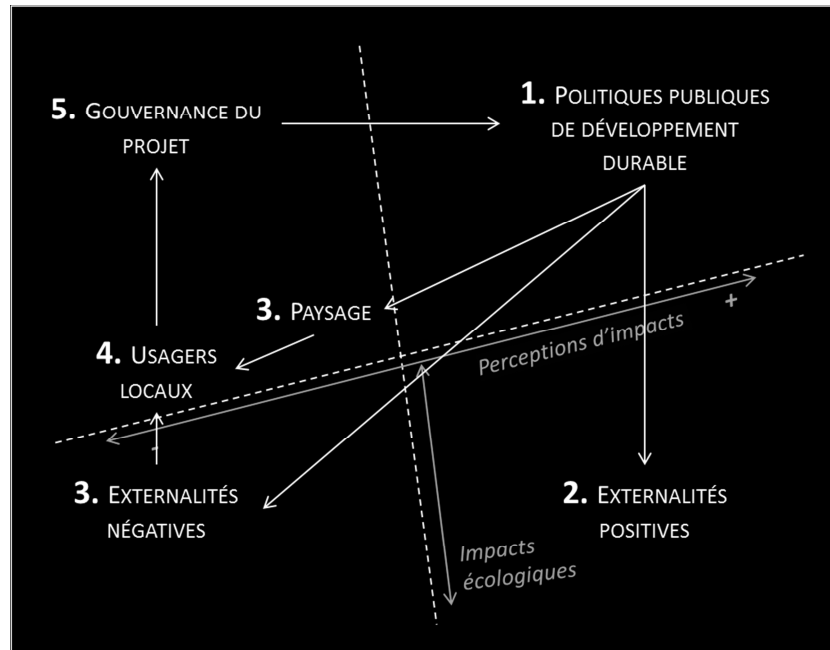 5. GOUVERNANCE DU
PROJET
1. POLITIQUES PUBLIQUES
DE DÉVELOPPEMENT
DURABLE
3. PAYSAGE
+
Perceptions d'impacts
4. USAGERS
LOCAUX
-
3. EXTERNALITÉS
NÉGATIVES
2. EXTERNALITÉS
POSITIVES
Impacts
écologiques